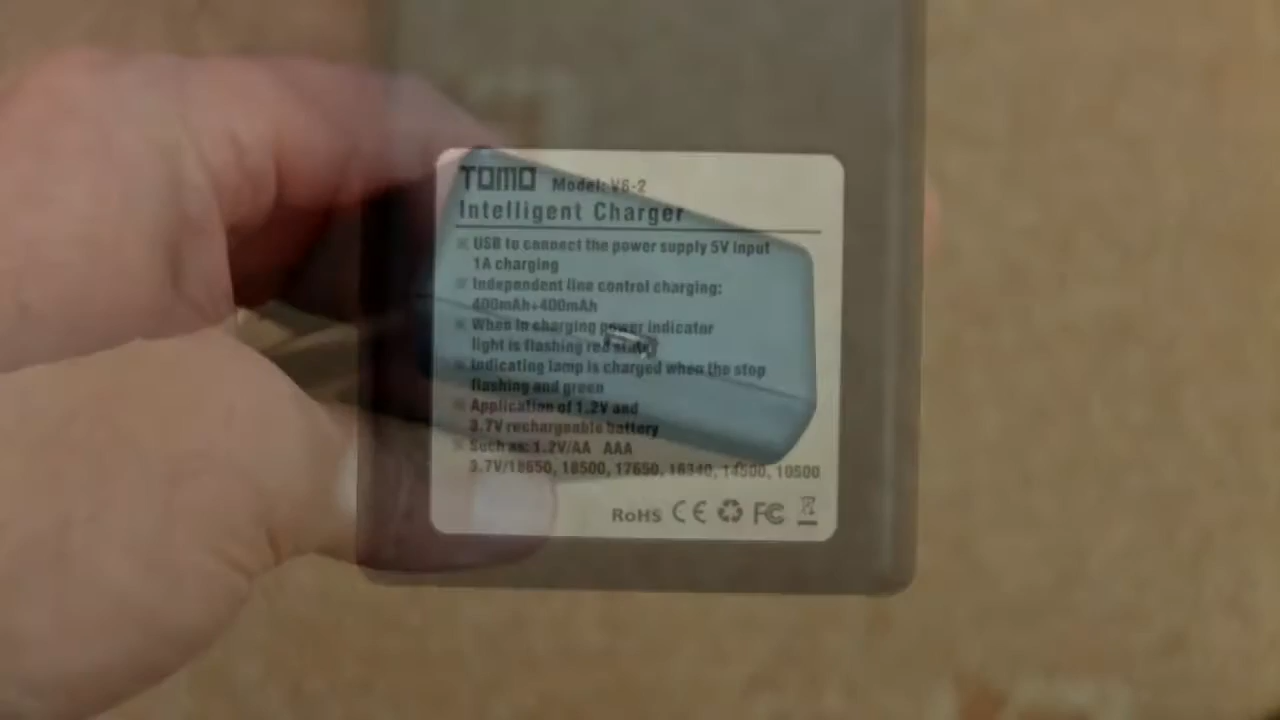 TOMO Model: V6-2
Intelligent Charger
USB to connect the power supply 5V input
1A charging
Independent line control charging:
400mAh+400mAh
When in charging power indicator
light is flashing red state
Indicating lamp is charged when the stop
flashing and green
Application of 1.2V and
3.7V rechargeable battery
Such as: 1.2V/AA AAA
3.7V/18650, 18500, 17650, 16340, 14500, 10500
RoHS CE FC